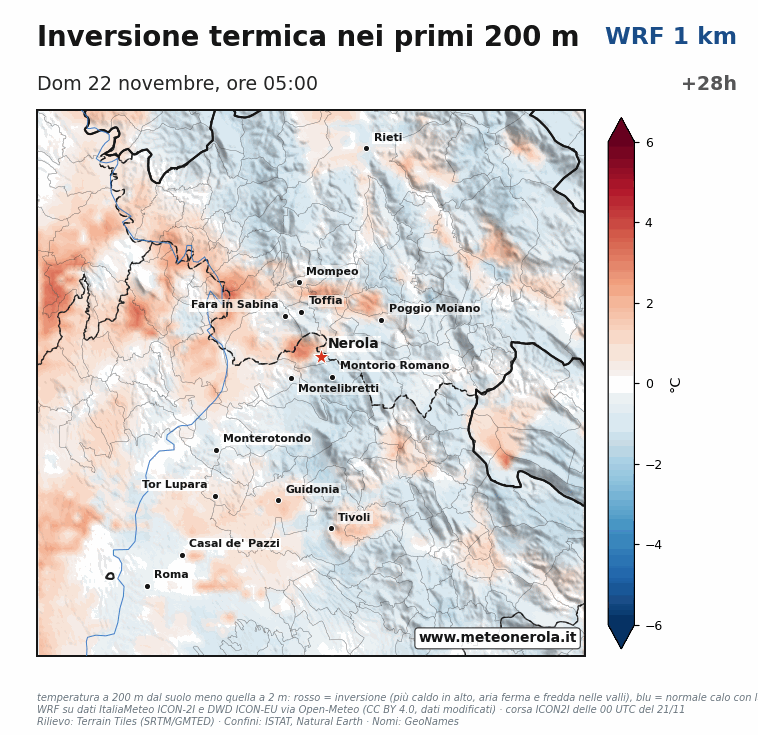 Inversione termica nei primi 200 m
WRF 1 km
Dom 22 novembre, ore 05:00
+28h
Rieti
Mompeo
Fara in Sabina
Toffia
Poggio Moiano
Nerola
Montorio Romano
Montelibretti
Monterotondo
Tor Lupara
Guidonia
Tivoli
Casal de' Pazzi
Roma
www.meteonerola.it
6
4
2
0
−2
−4
−6
°C
temperatura a 200 m dal suolo meno quella a 2 m: rosso = inversione (più caldo in alto, aria ferma e fredda nelle valli), blu = normale calo con l
WRF su dati ItaliaMeteo ICON-2I e DWD ICON-EU via Open-Meteo (CC BY 4.0, dati modificati) · corsa ICON2I delle 00 UTC del 21/11
Rilievo: Terrain Tiles (SRTM/GMTED) · Confini: ISTAT, Natural Earth · Nomi: GeoNames